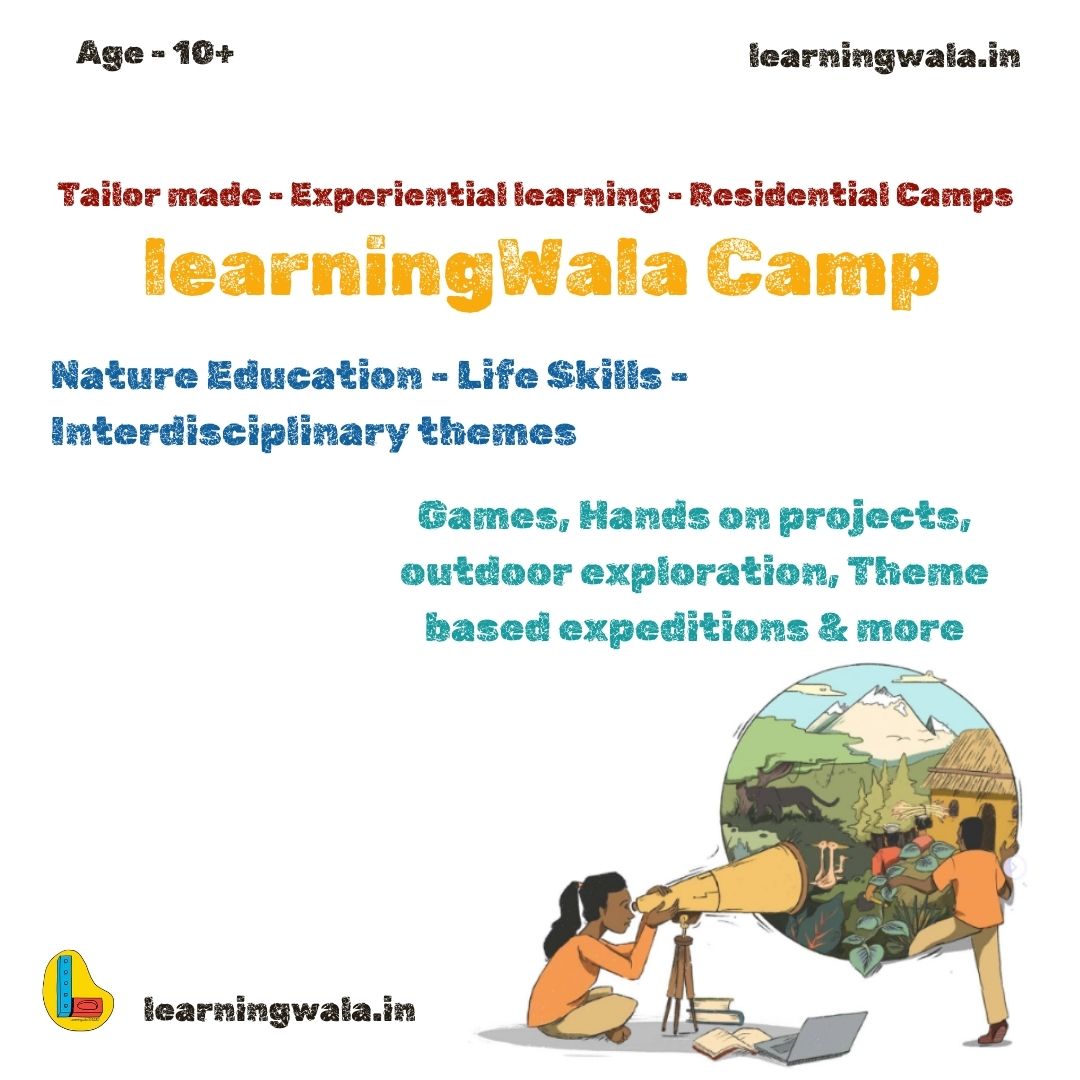 Age - 10+
learningwala.in
Tailor made - Experiential learning - Residential Camps
learningWala Camp
Nature Education - Life Skills -
Interdisciplinary themes
Games, Hands on projects,
outdoor exploration, Theme
based expeditions & more
learningwala.in